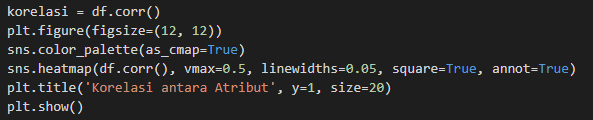 korelasi = df.corr()
plt.figure(figsize=(12, 12))
sns.color_palette(as_cmap=True)
sns.heatmap(df.corr(), vmax=0.5, linewidths=0.05, square=True, annot=True)
plt.title('Korelasi antara Atribut', y=1, size=20)
plt.show()